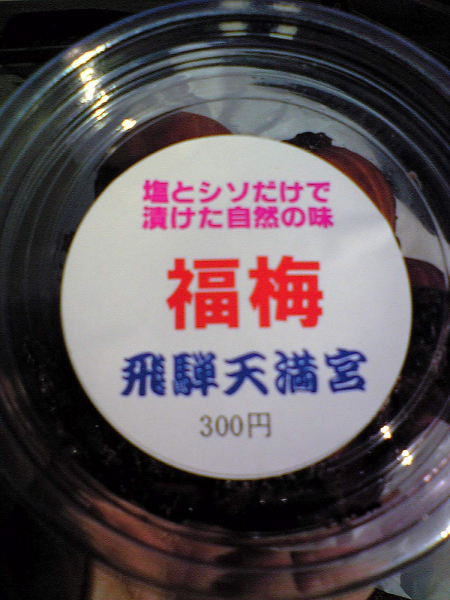 塩とシソだけで
漬けた自然の味
福梅
飛騨天満宮
300円